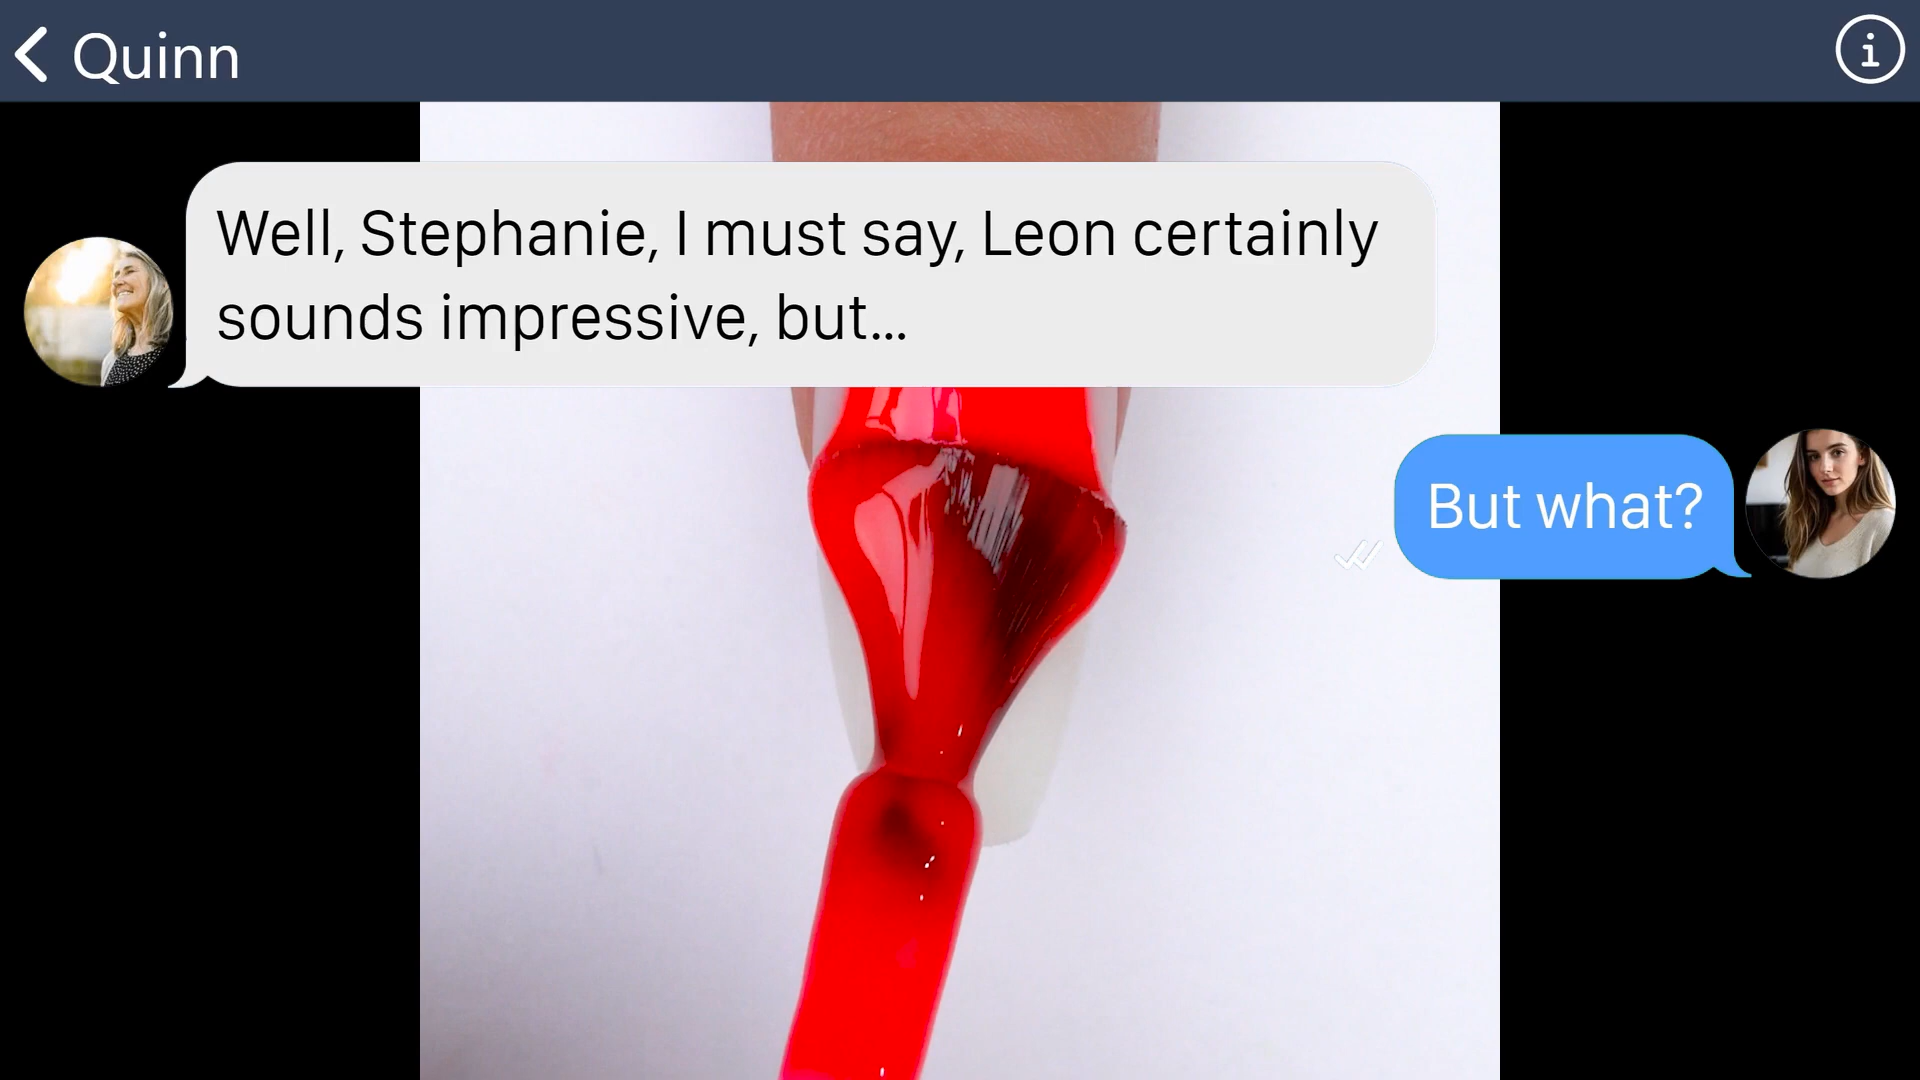 Quinn
Well, Stephanie, I must say, Leon certainly
sounds impressive, but...
But what?